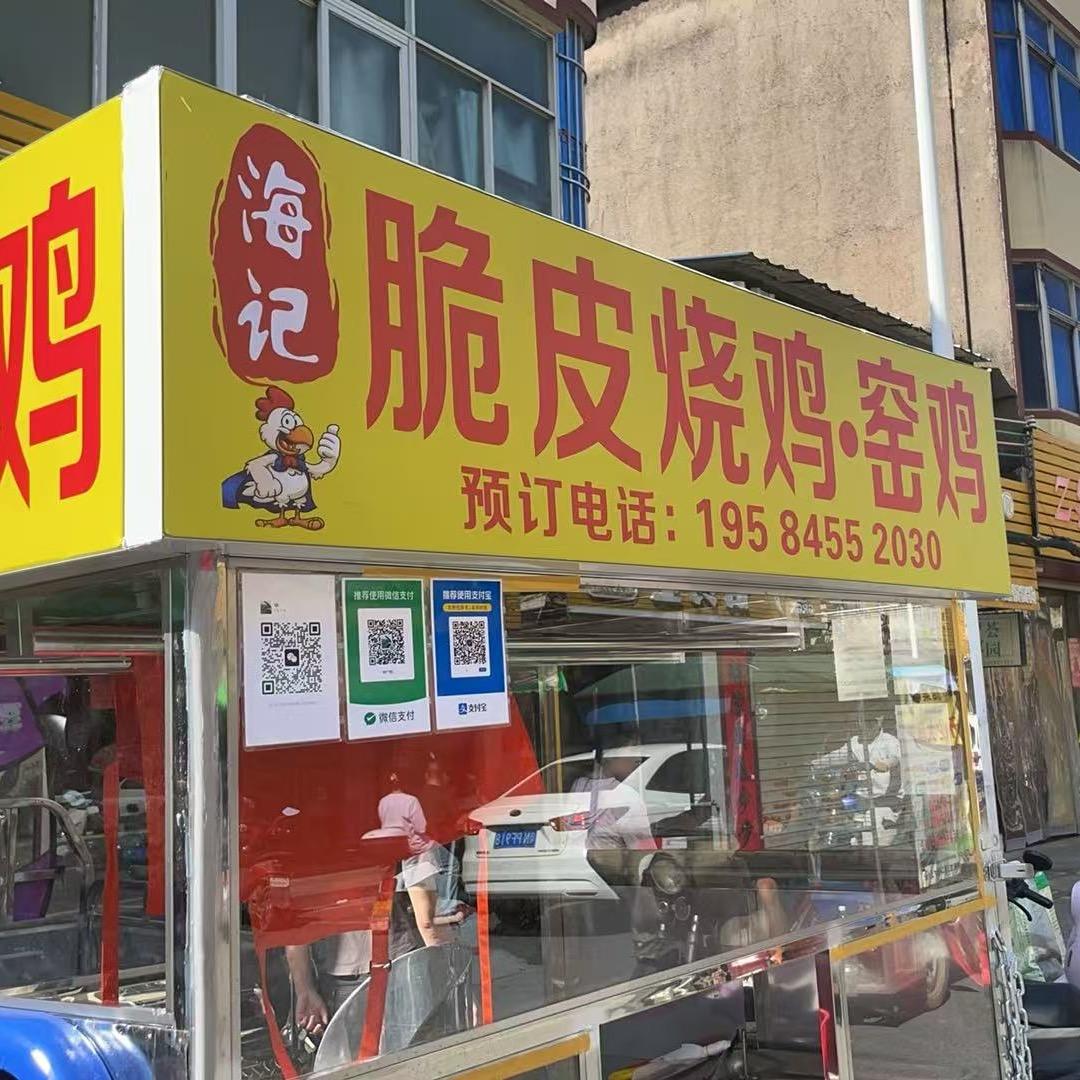 鸡
海记
脆皮烧鸡·窑鸡
预订电话：195 8455 2030
推荐使用微信支付
微信支付
推荐使用支付宝
支付宝